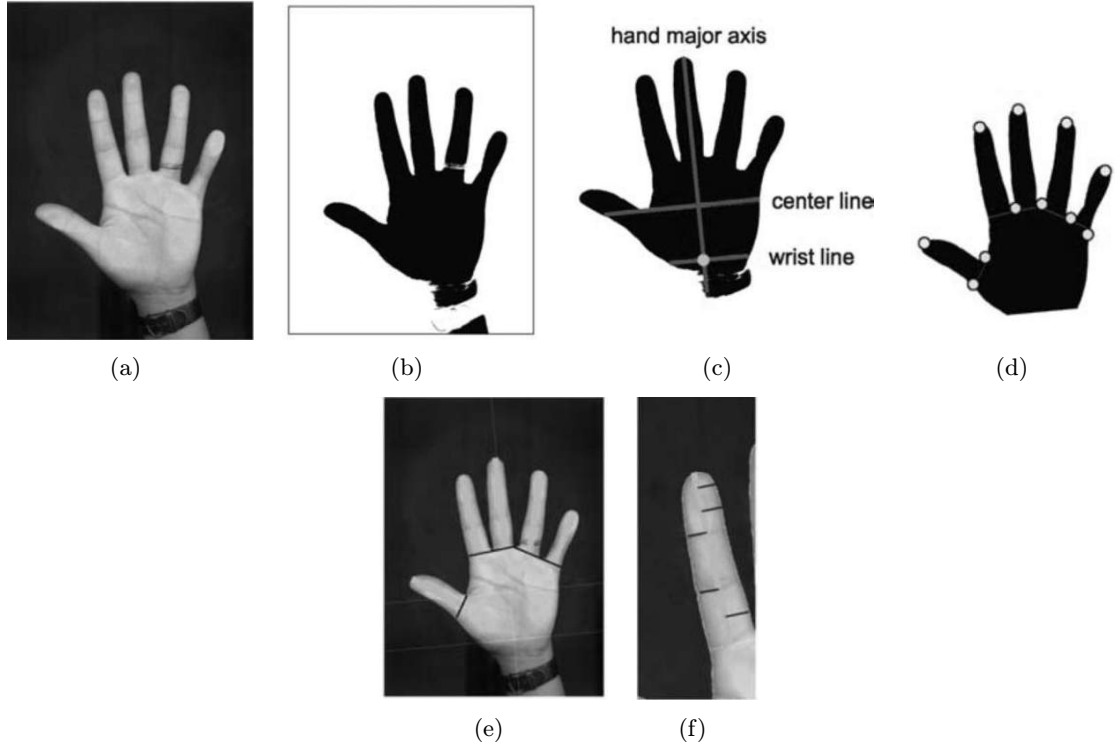 hand major axis
center line
wrist line
(a)
(b)
(c)
(d)
(e)
(f)